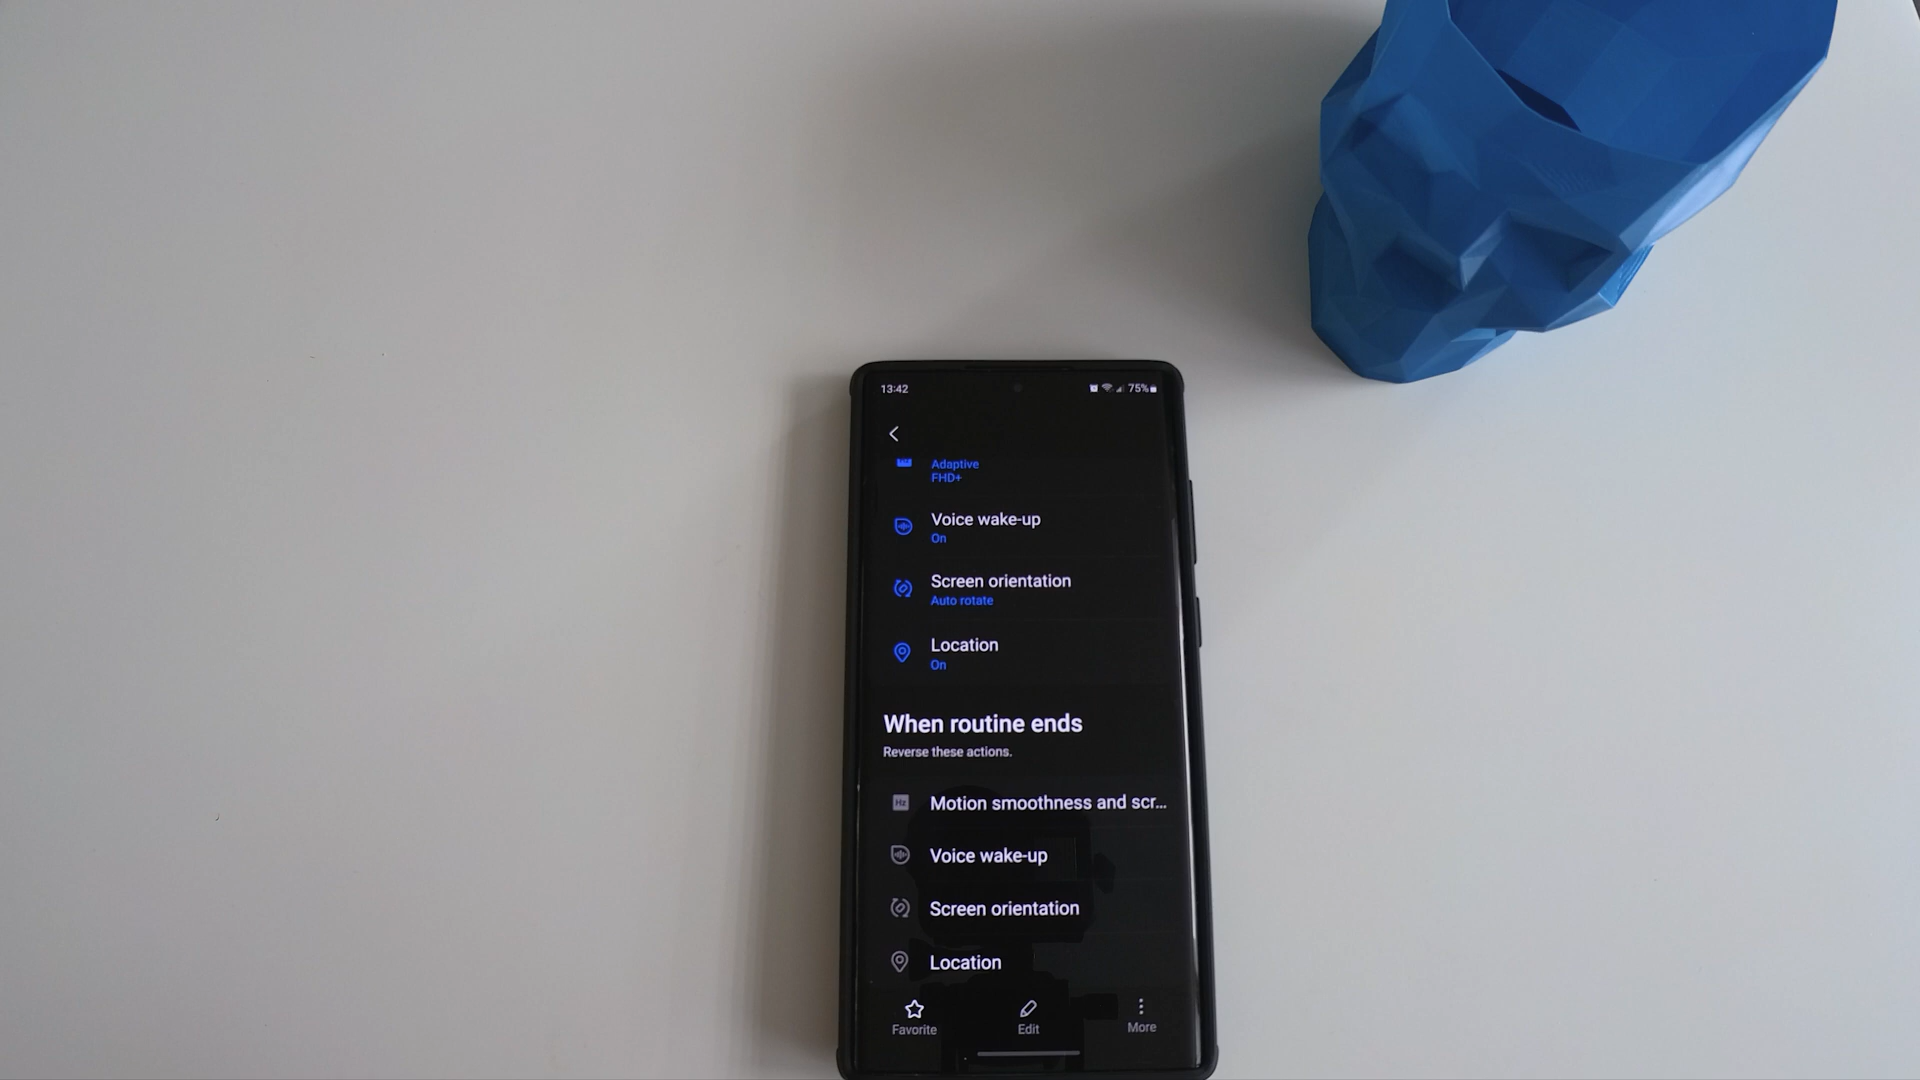 13:42
75%
Adaptive
FHD+
Voice wake-up
On
Screen orientation
Auto rotate
Location
On
When routine ends
Reverse these actions.
Hz
Motion smoothness and scr...
Voice wake-up
Screen orientation
Location
Favorite
Edit
More